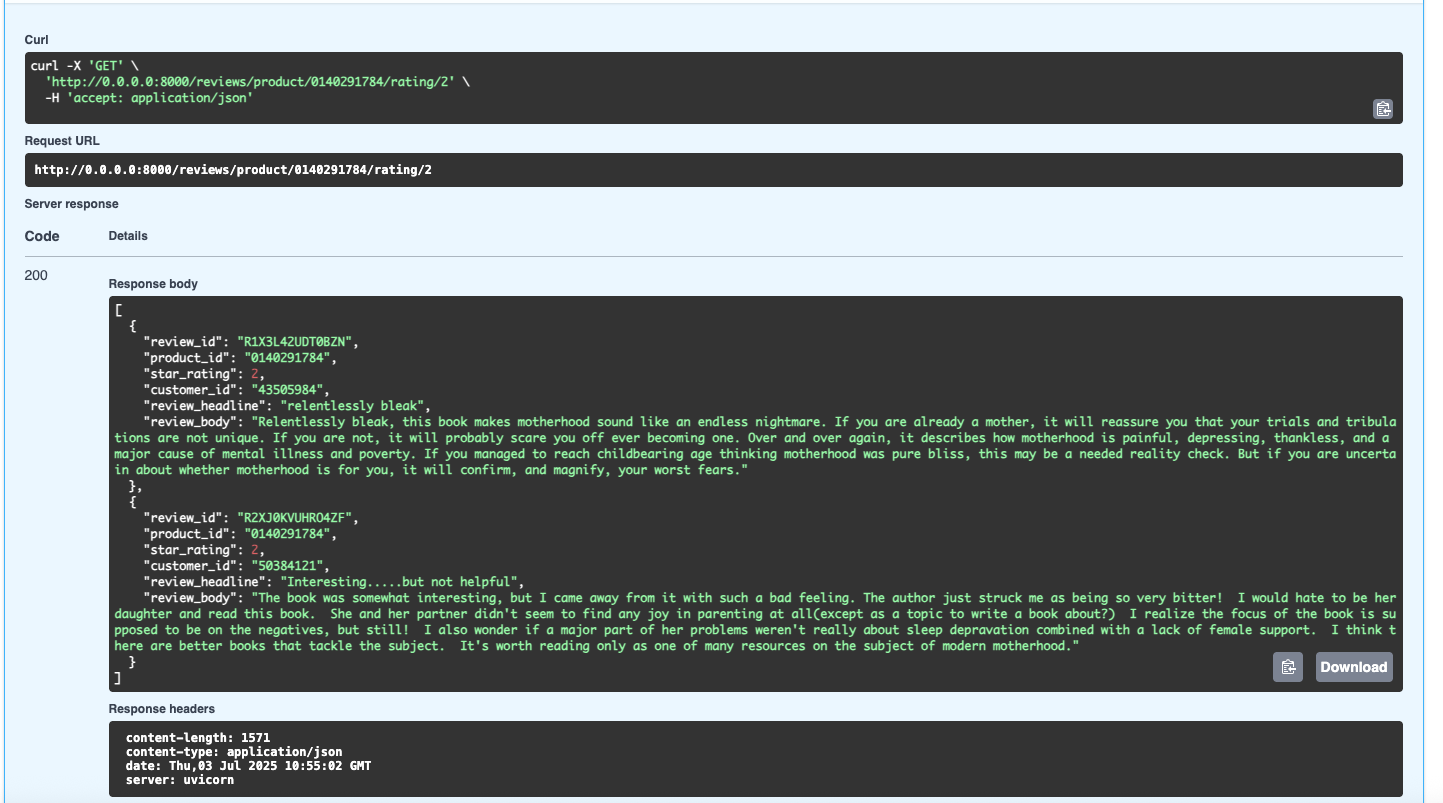 Curl
curl -X 'GET' \
  'http://0.0.0.0:8000/reviews/product/0140291784/rating/2' \
  -H 'accept: application/json'
Request URL
http://0.0.0.0:8000/reviews/product/0140291784/rating/2
Server response
Code Details
200
Response body
[
  {
    "review_id": "R1X3L42UDT0BZN",
    "product_id": "0140291784",
    "star_rating": 2,
    "customer_id": "43505984",
    "review_headline": "relentlessly bleak",
    "review_body": "Relentlessly bleak, this book makes motherhood sound like an endless nightmare. If you are already a mother, it will reassure you that your trials and tribula
tions are not unique. If you are not, it will probably scare you off ever becoming one. Over and over again, it describes how motherhood is painful, depressing, thankless, and a
major cause of mental illness and poverty. If you managed to reach childbearing age thinking motherhood was pure bliss, this may be a needed reality check. But if you are uncerta
in about whether motherhood is for you, it will confirm, and magnify, your worst fears."
  },
  {
    "review_id": "R2XJ0KVUHRO4ZF",
    "product_id": "0140291784",
    "star_rating": 2,
    "customer_id": "50384121",
    "review_headline": "Interesting.....but not helpful",
    "review_body": "The book was somewhat interesting, but I came away from it with such a bad feeling. The author just struck me as being so very bitter!  I would hate to be her
daughter and read this book.  She and her partner didn't seem to find any joy in parenting at all(except as a topic to write a book about?)  I realize the focus of the book is su
pposed to be on the negatives, but still!  I also wonder if a major part of her problems weren't really about sleep depravation combined with a lack of female support.  I think t
here are better books that tackle the subject.  It's worth reading only as one of many resources on the subject of modern motherhood."
  }
]
Download
Response headers
content-length: 1571
content-type: application/json
date: Thu,03 Jul 2025 10:55:02 GMT
server: uvicorn